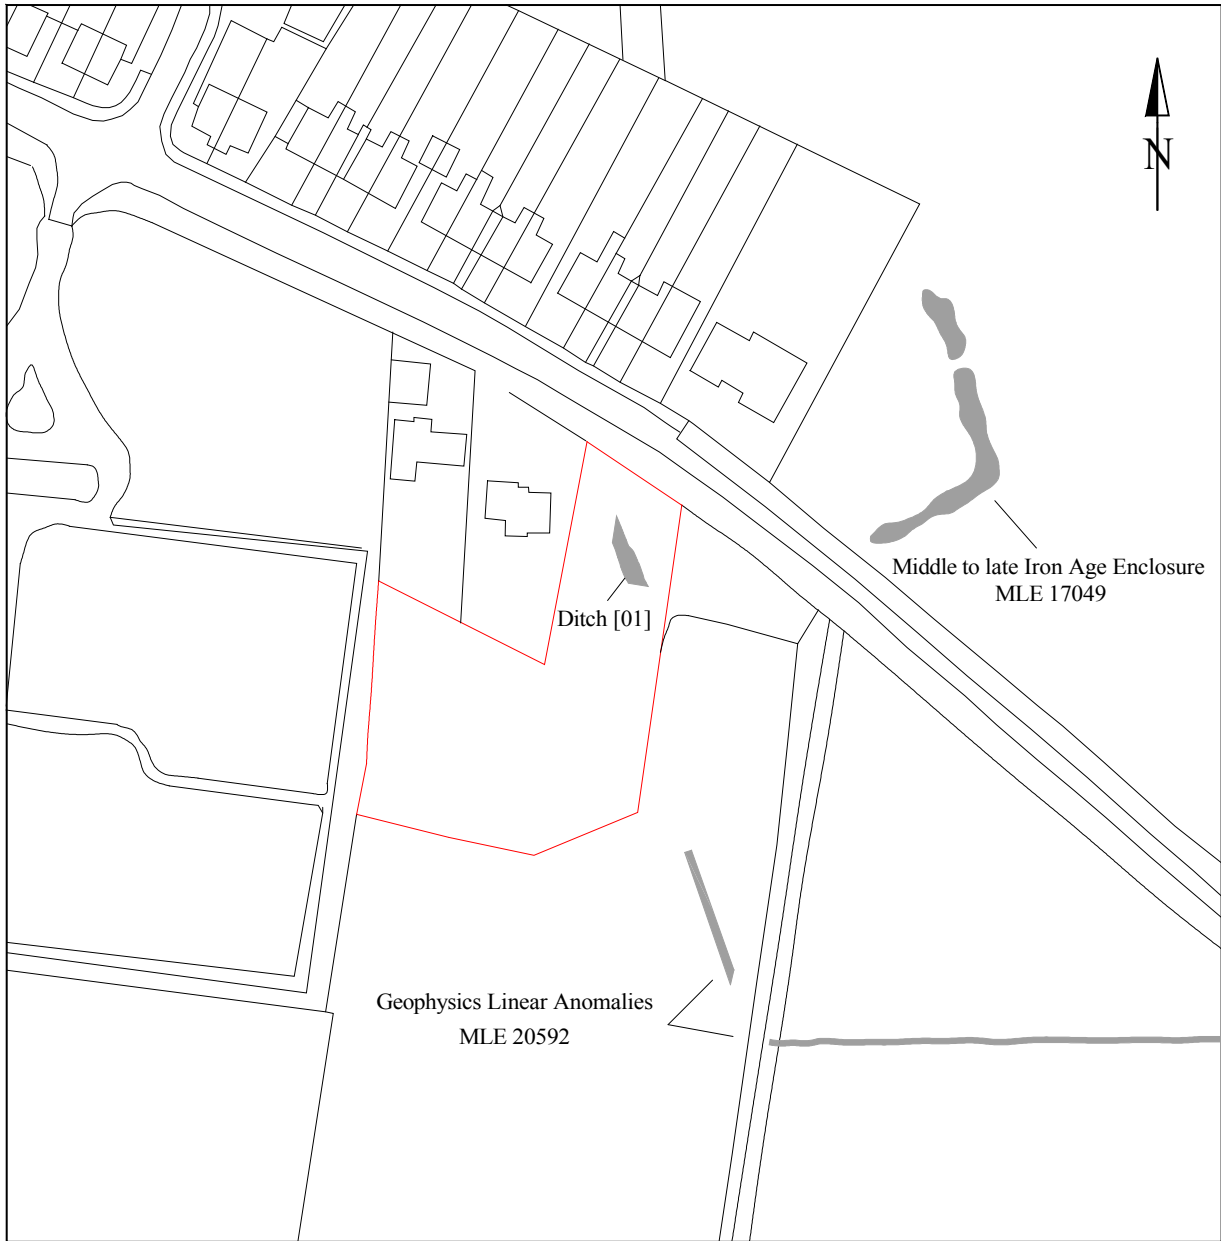 N
Middle to late Iron Age Enclosure
MLE 17049
Ditch [01]
Geophysics Linear Anomalies
MLE 20592